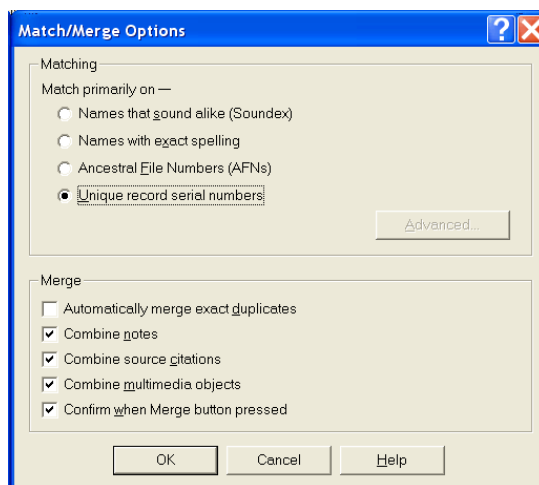 Match/Merge Options
?
X
Matching
Match primarily on —
Names that sound alike (Soundex)
Names with exact spelling
Ancestral File Numbers (AFNs)
Unique record serial numbers
Advanced...
Merge
Automatically merge exact duplicates
Combine notes
Combine source citations
Combine multimedia objects
Confirm when Merge button pressed
OK Cancel Help